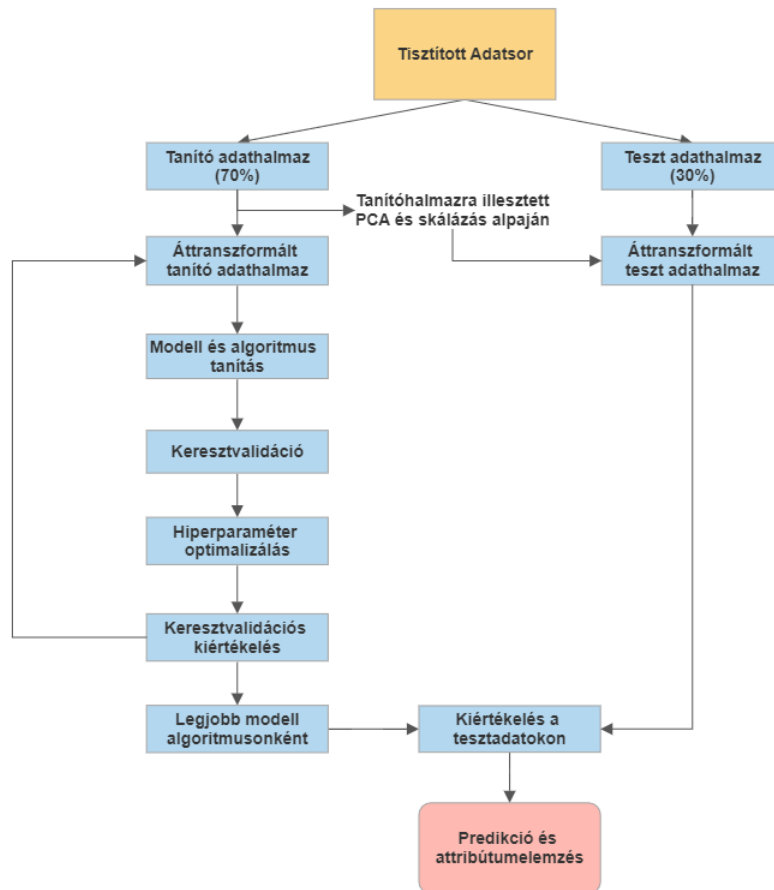 Tisztított Adatsor
Tanító adathalmaz
(70%)
Teszt adathalmaz
(30%)
Tanítóhalmazra illesztett
PCA és skálázás alpaján
Áttranszformált
tanító adathalmaz
Áttranszformált
teszt adathalmaz
Modell és algoritmus
tanítás
Keresztvalidáció
Hiperparaméter
optimalizálás
Keresztvalidációs
kiértékelés
Legjobb modell
algoritmusonként
Kiértékelés a
tesztadatokon
Predikció és
attribútumelemzés